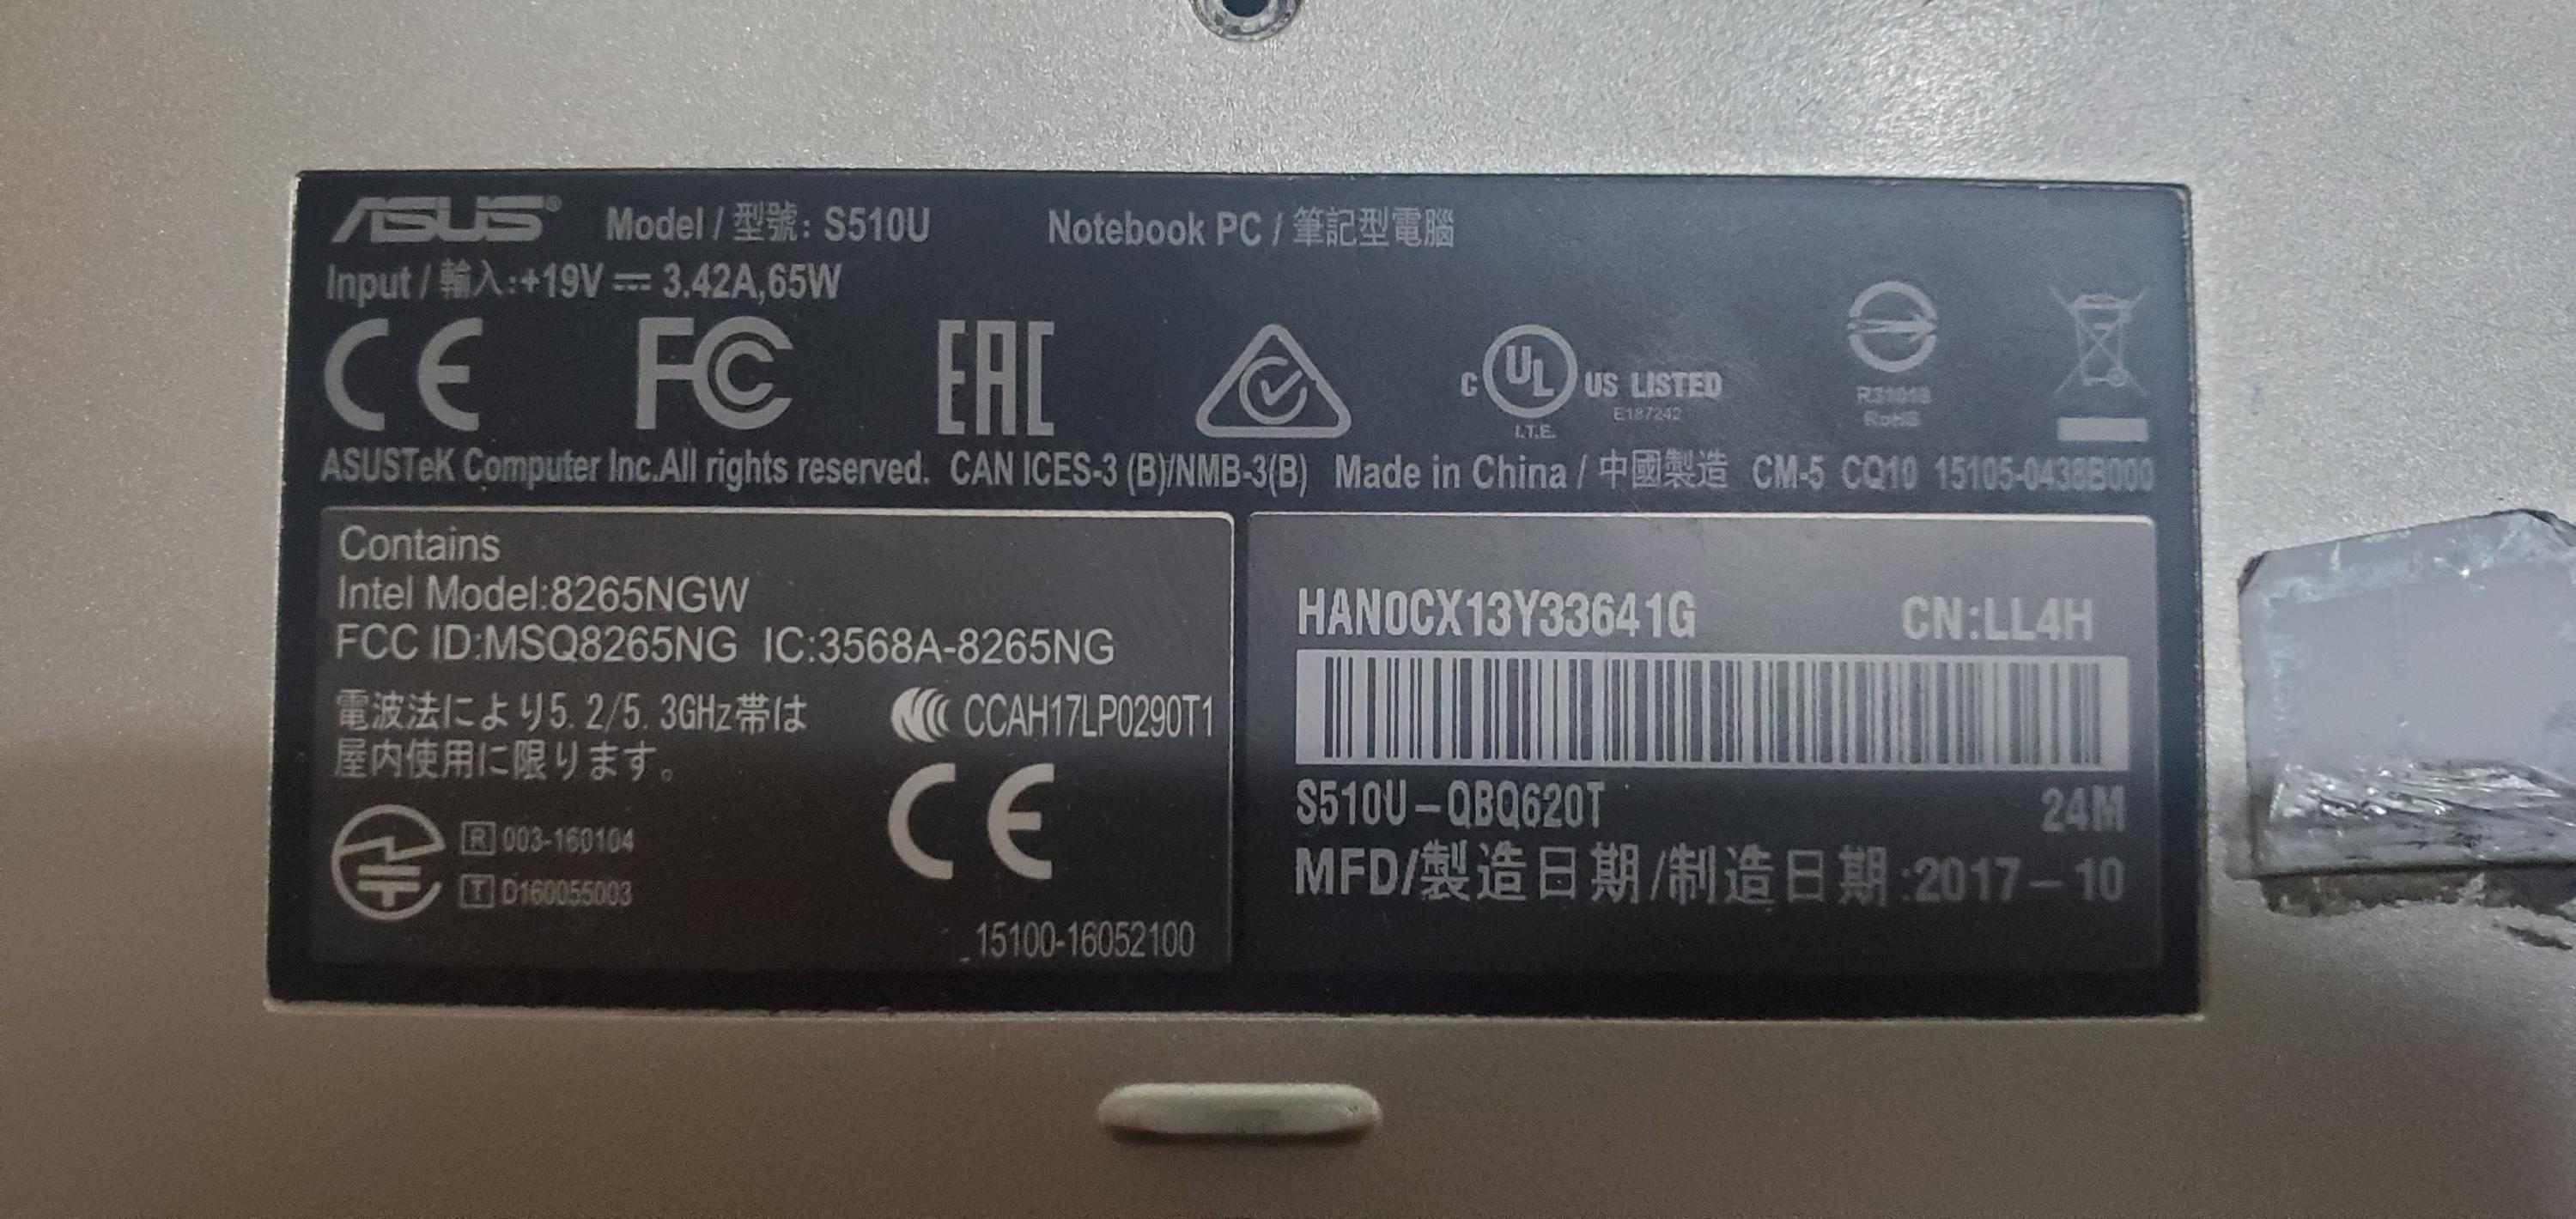 ASUS® Model / 型號: S510U Notebook PC / 筆記型電腦
Input / 輸入:+19V ⎓ 3.42A,65W
CE FC EAC
c UL US LISTED
I.T.E. E187242
R31018
RoHS
ASUSTeK Computer Inc.All rights reserved. CAN ICES-3 (B)/NMB-3(B) Made in China / 中國製造 CM-5 CQ10 15105-0438B000
Contains
Intel Model:8265NGW
FCC ID:MSQ8265NG IC:3568A-8265NG
電波法により5.2/5.3GHz帯は
屋内使用に限ります。
CCAH17LP0290T1
CE
R 003-160104
T D160055003
15100-16052100
HAN0CX13Y33641G CN:LL4H
S510U-QBQ620T 24M
MFD/製造日期/制造日期:2017-10